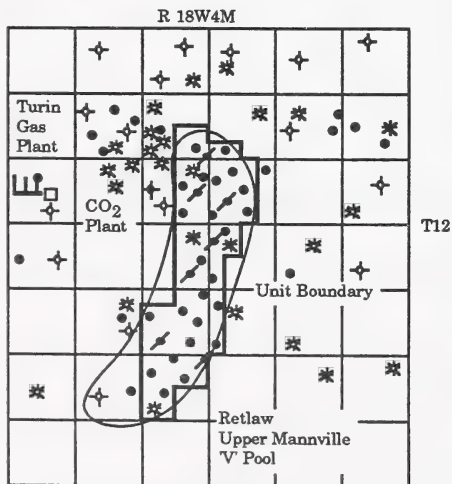 R 18W4M
Turin
Gas
Plant
CO₂
Plant
T12
Unit Boundary
Retlaw
Upper Mannville
'V' Pool